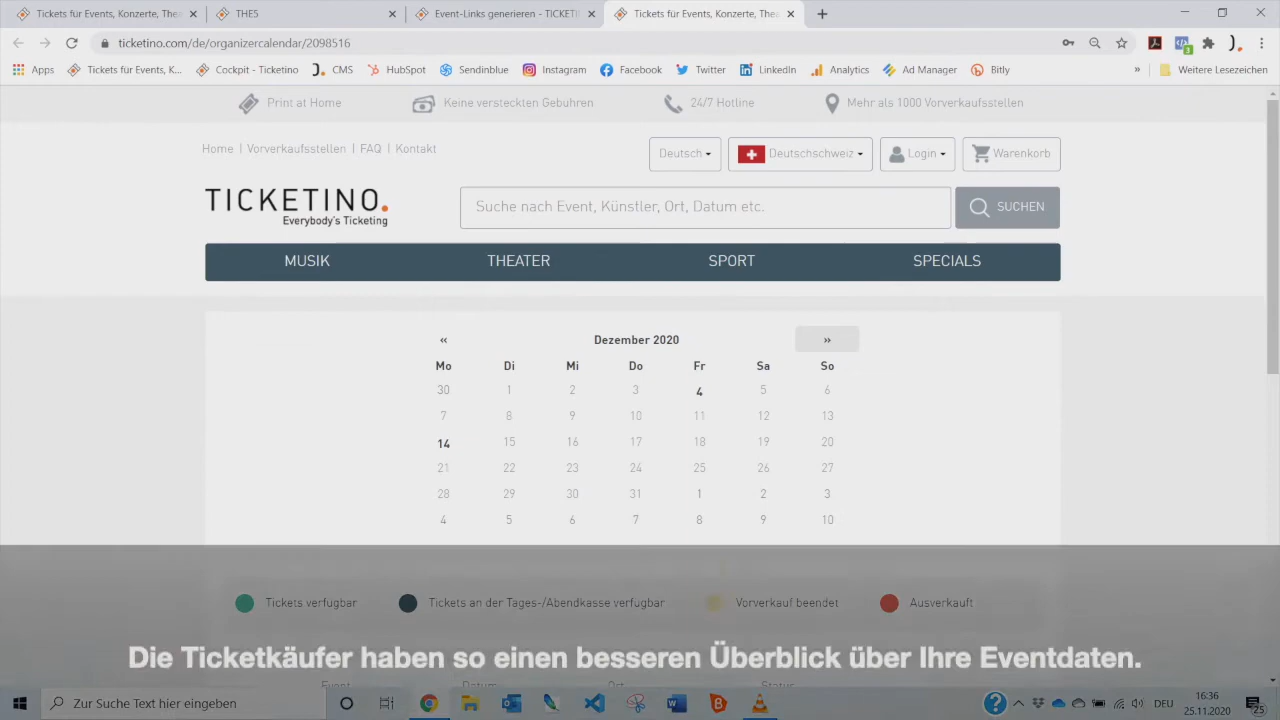 Tickets für Events, Konzerte, Thea
THE5
Event-Links generieren - TICKETIN
Tickets für Events, Konzerte, Thea
ticketino.com/de/organizercalendar/2098516
Apps
Tickets für Events, K...
Cockpit - Ticketino
CMS
HubSpot
Sendinblue
Instagram
Facebook
Twitter
LinkedIn
Analytics
Ad Manager
Bitly
»
Weitere Lesezeichen
Print at Home
Keine versteckten Gebühren
24/7 Hotline
Mehr als 1000 Vorverkaufsstellen
Home | Vorverkaufsstellen | FAQ | Kontakt
Deutsch
Deutschschweiz
Login
Warenkorb
TICKETINO.
Everybody's Ticketing
Suche nach Event, Künstler, Ort, Datum etc.
SUCHEN
MUSIK THEATER SPORT SPECIALS
« Dezember 2020 »
Mo Di Mi Do Fr Sa So
30 1 2 3 4 5 6
7 8 9 10 11 12 13
14 15 16 17 18 19 20
21 22 23 24 25 26 27
28 29 30 31 1 2 3
4 5 6 7 8 9 10
Tickets verfügbar
Tickets an der Tages-/Abendkasse verfügbar
Vorverkauf beendet
Ausverkauft
Die Ticketkäufer haben so einen besseren Überblick über Ihre Eventdaten.
Event Datum Ort Status
Zur Suche Text hier eingeben
DEU
16:36
25.11.2020
25